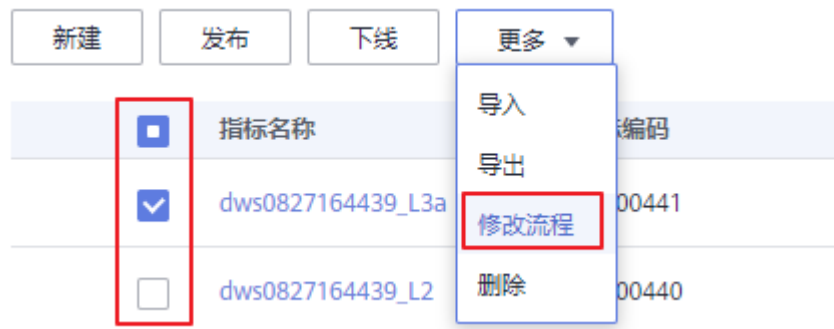 新建 发布 下线 更多
导入
指标名称 标编码
导出
dws0827164439_L3a 00441
修改流程
删除
dws0827164439_L2 00440